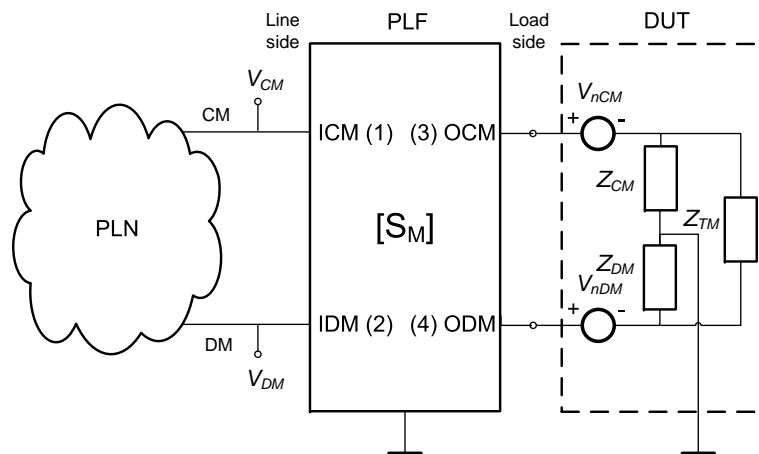 Line side
PLF
Load side
DUT
V_CM
V_nCM
CM
+
-
ICM (1)
(3) OCM
Z_CM
PLN
[S_M]
Z_TM
Z_DM
V_nDM
+
-
IDM (2)
(4) ODM
DM
V_DM